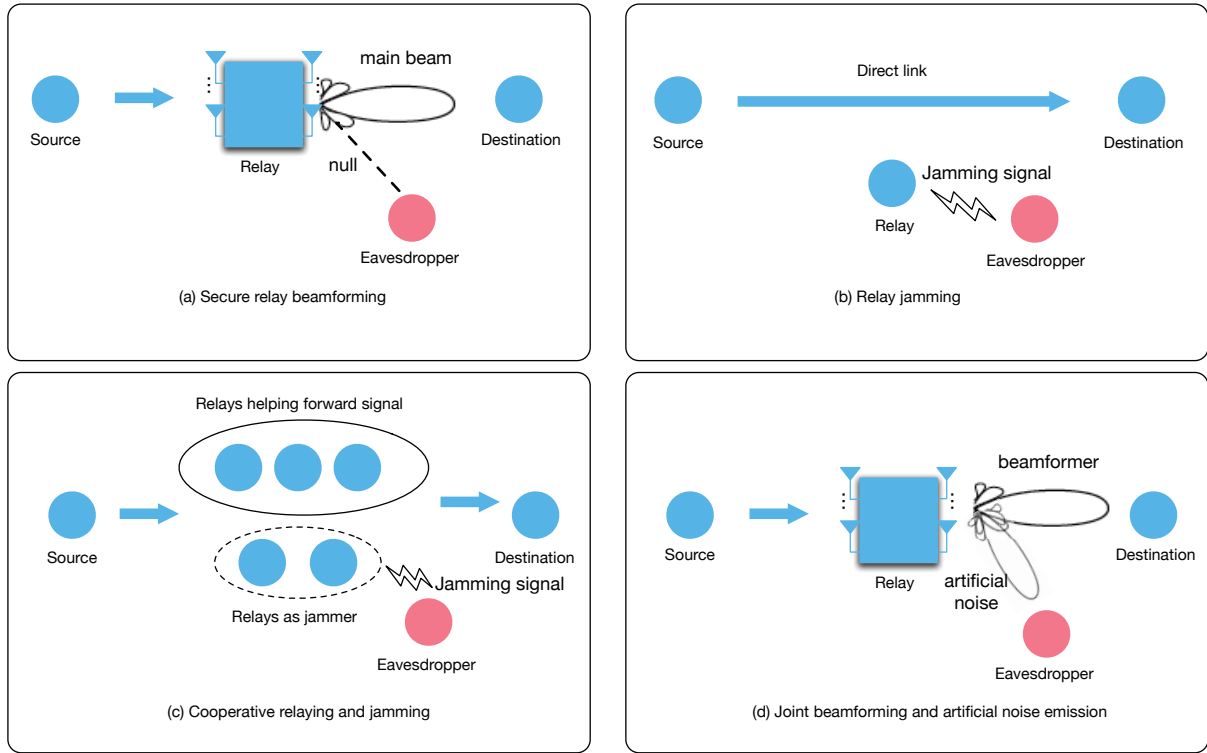 main beam
Source
Relay
null
Destination
Eavesdropper
(a) Secure relay beamforming
Direct link
Source
Destination
Jamming signal
Relay
Eavesdropper
(b) Relay jamming
Relays helping forward signal
Source
Destination
Jamming signal
Relays as jammer
Eavesdropper
(c) Cooperative relaying and jamming
beamformer
Source
Relay
Destination
artificial
noise
Eavesdropper
(d) Joint beamforming and artificial noise emission